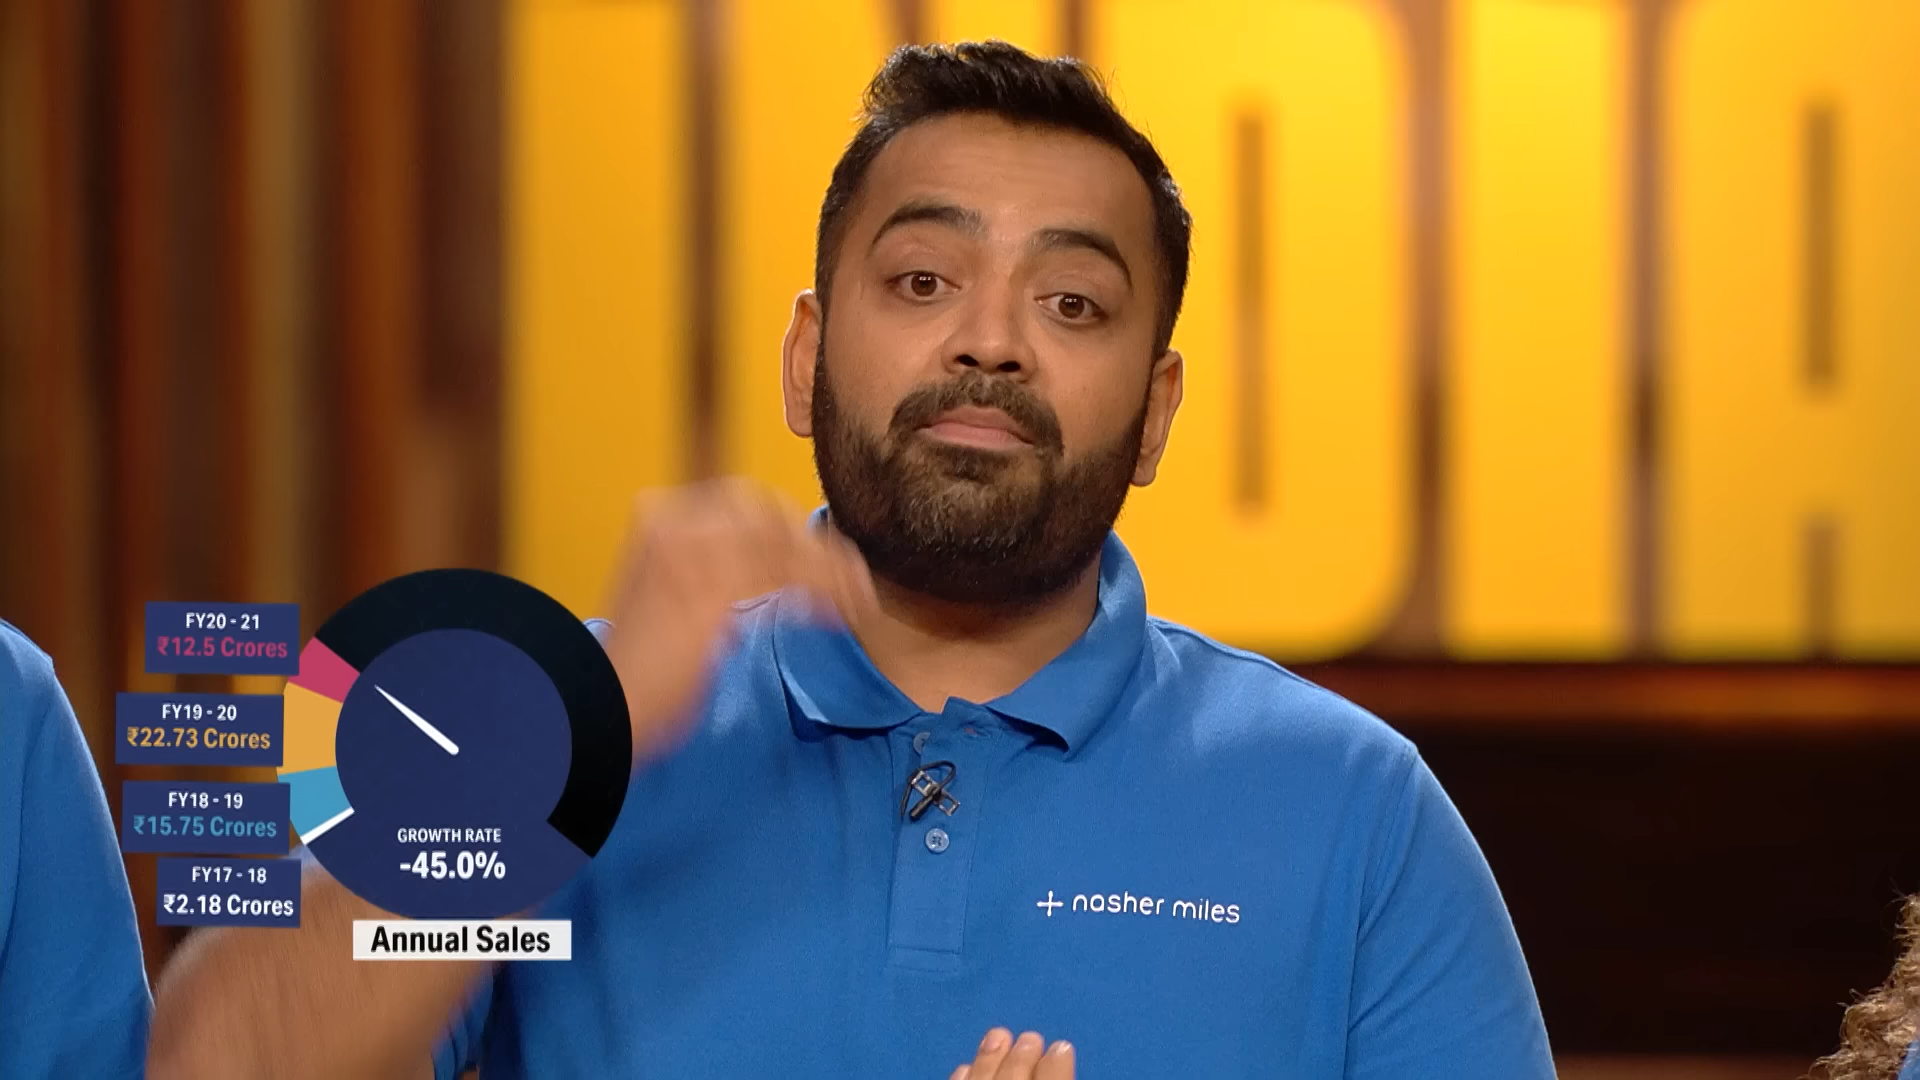 INDIA
FY20 - 21
₹12.5 Crores
FY19 - 20
₹22.73 Crores
FY18 - 19
₹15.75 Crores
FY17 - 18
₹2.18 Crores
GROWTH RATE
-45.0%
Annual Sales
nasher miles